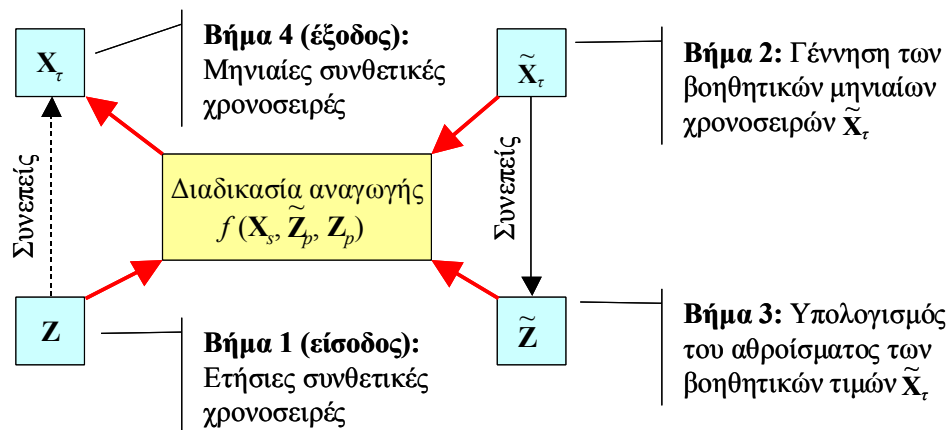 X_τ
Βήμα 4 (έξοδος):
Μηνιαίες συνθετικές
χρονοσειρές
X̃_τ
Βήμα 2: Γέννηση των
βοηθητικών μηνιαίων
χρονοσειρών X̃_τ
Συνεπείς
Διαδικασία αναγωγής
f (X_s, Z̃_p, Z_p)
Συνεπείς
Z
Βήμα 1 (είσοδος):
Ετήσιες συνθετικές
χρονοσειρές
Z̃
Βήμα 3: Υπολογισμός
του αθροίσματος των
βοηθητικών τιμών X̃_τ